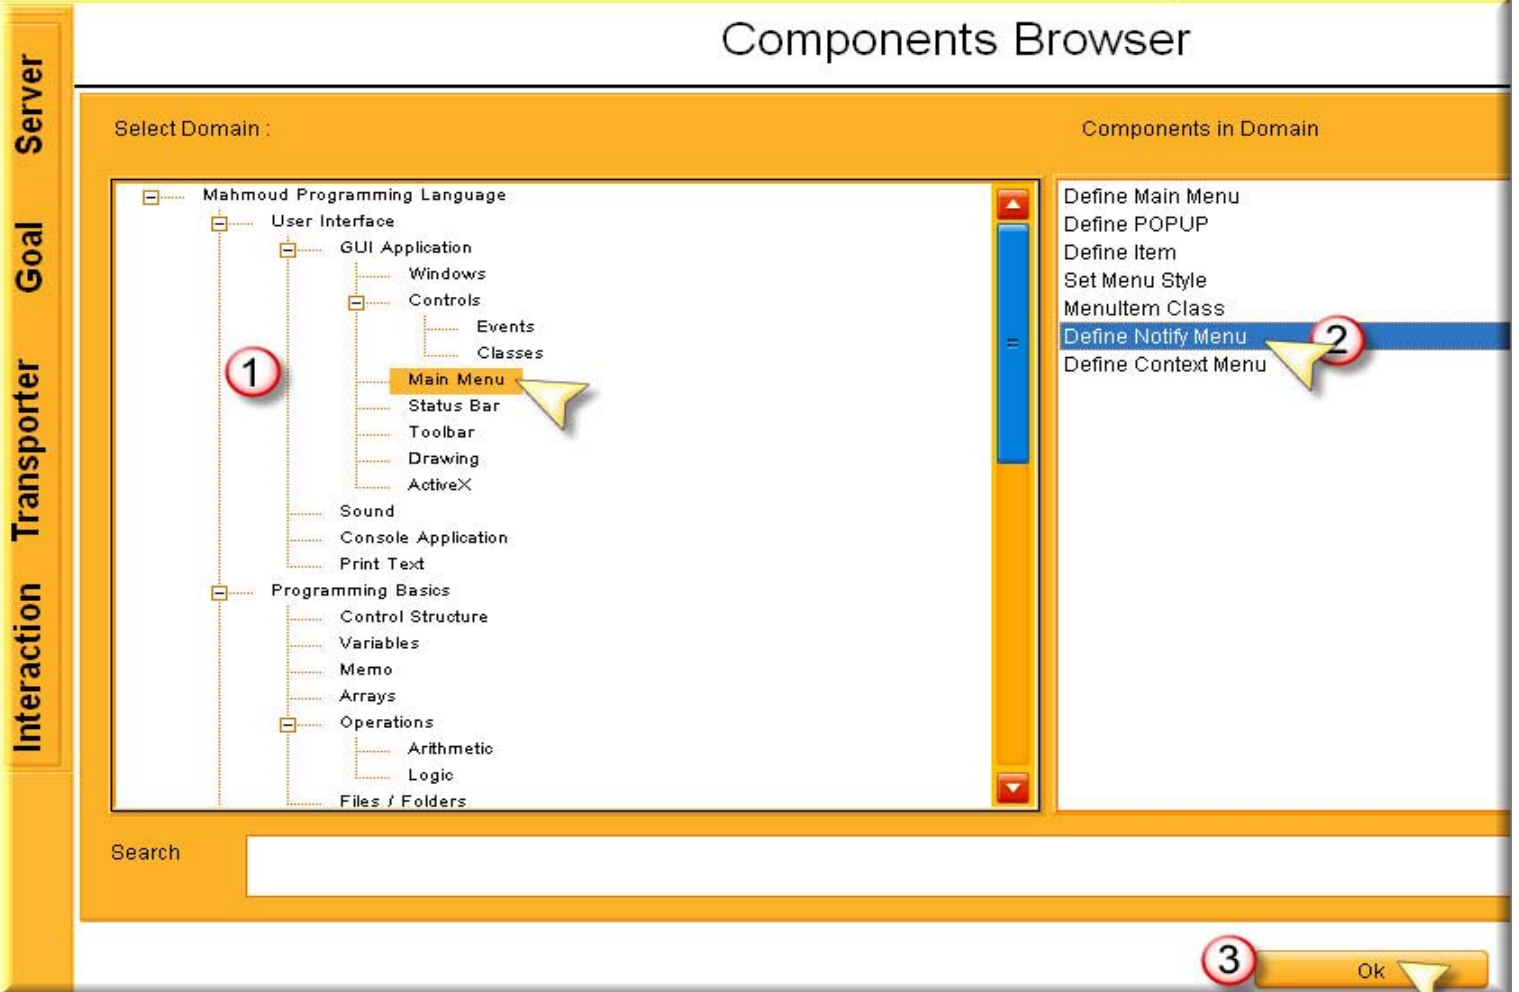 Components Browser
Server
Goal
Transporter
Interaction
Select Domain :
Mahmoud Programming Language
User Interface
GUI Application
Windows
Controls
Events
Classes
1
Main Menu
Status Bar
Toolbar
Drawing
ActiveX
Sound
Console Application
Print Text
Programming Basics
Control Structure
Variables
Memo
Arrays
Operations
Arithmetic
Logic
Files / Folders
Components in Domain
Define Main Menu
Define POPUP
Define Item
Set Menu Style
MenuItem Class
Define Notify Menu
2
Define Context Menu
Search
3
Ok